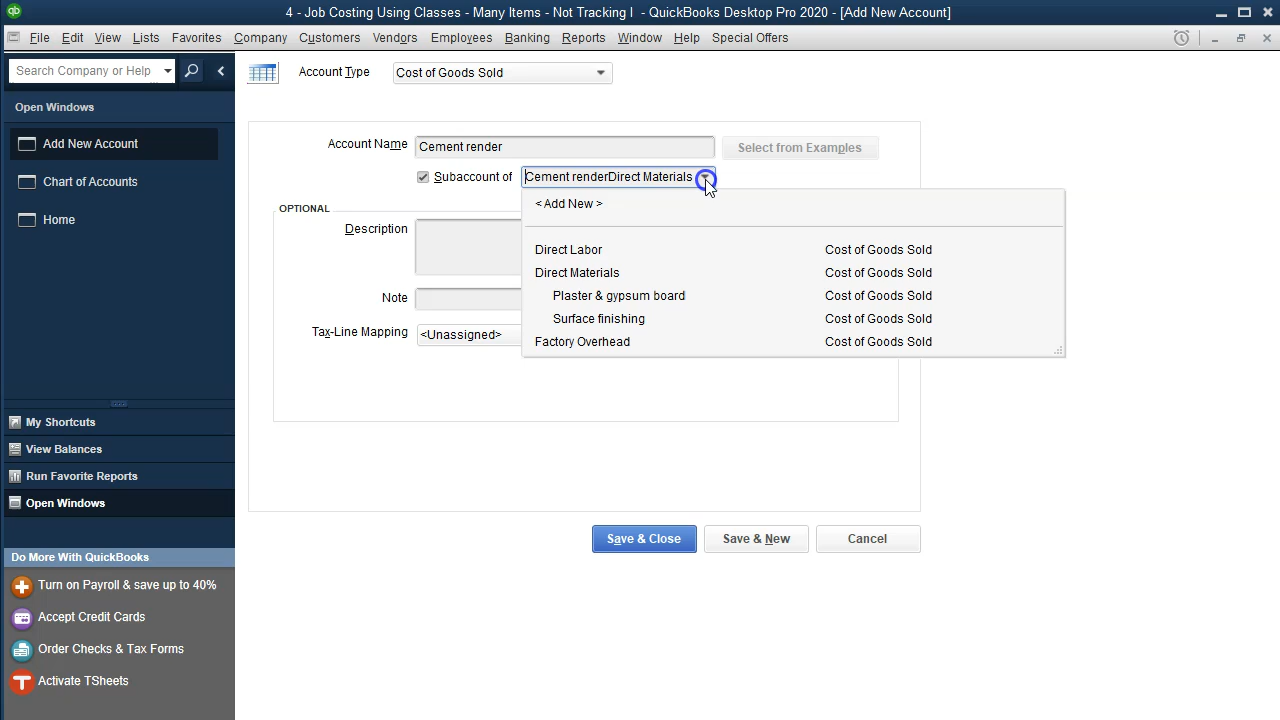 qb
4 - Job Costing Using Class - Many Items - Not Tracking I - QuickBooks Desktop Pro 2020 - [Add New Account]
File Edit View Lists Favorites Company Customers Vendors Employees Banking Reports Window Help Special Offers
Search Company or Help
Account Type
Cost of Goods Sold
Open Windows
Add New Account
Chart of Accounts
Home
Account Name
Cement render
Select from Examples
Subaccount of
Cement renderDirect Materials
< Add New >
Direct Labor Cost of Goods Sold
Direct Materials Cost of Goods Sold
Plaster & gypsum board Cost of Goods Sold
Surface finishing Cost of Goods Sold
Factory Overhead Cost of Goods Sold
OPTIONAL
Description
Note
Tax-Line Mapping
<Unassigned>
Save & Close
Save & New
Cancel
My Shortcuts
View Balances
Run Favorite Reports
Open Windows
Do More With QuickBooks
Turn on Payroll & save up to 40%
Accept Credit Cards
Order Checks & Tax Forms
Activate TSheets